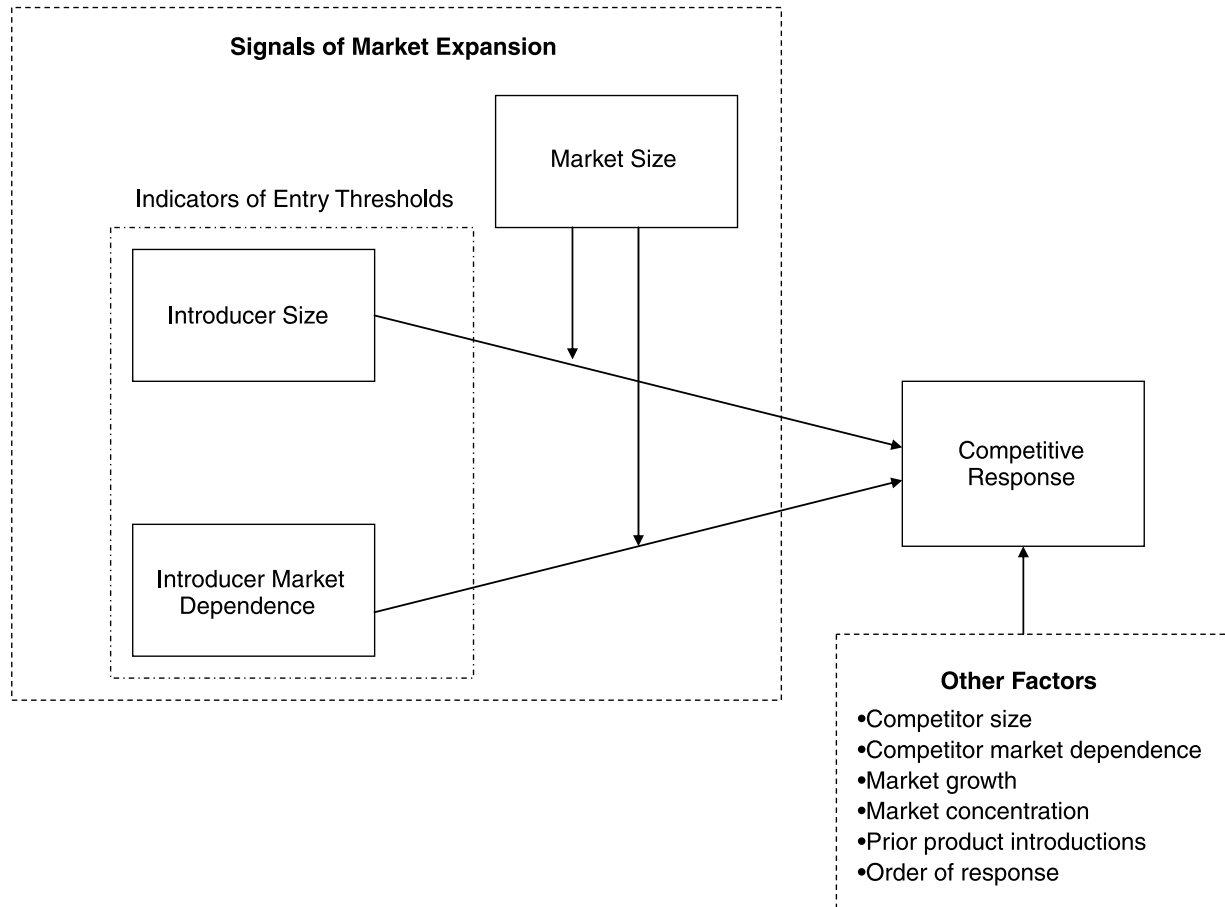 Signals of Market Expansion
Market Size
Indicators of Entry Thresholds
Introducer Size
Introducer Market
Dependence
Competitive
Response
Other Factors
•Competitor size
•Competitor market dependence
•Market growth
•Market concentration
•Prior product introductions
•Order of response